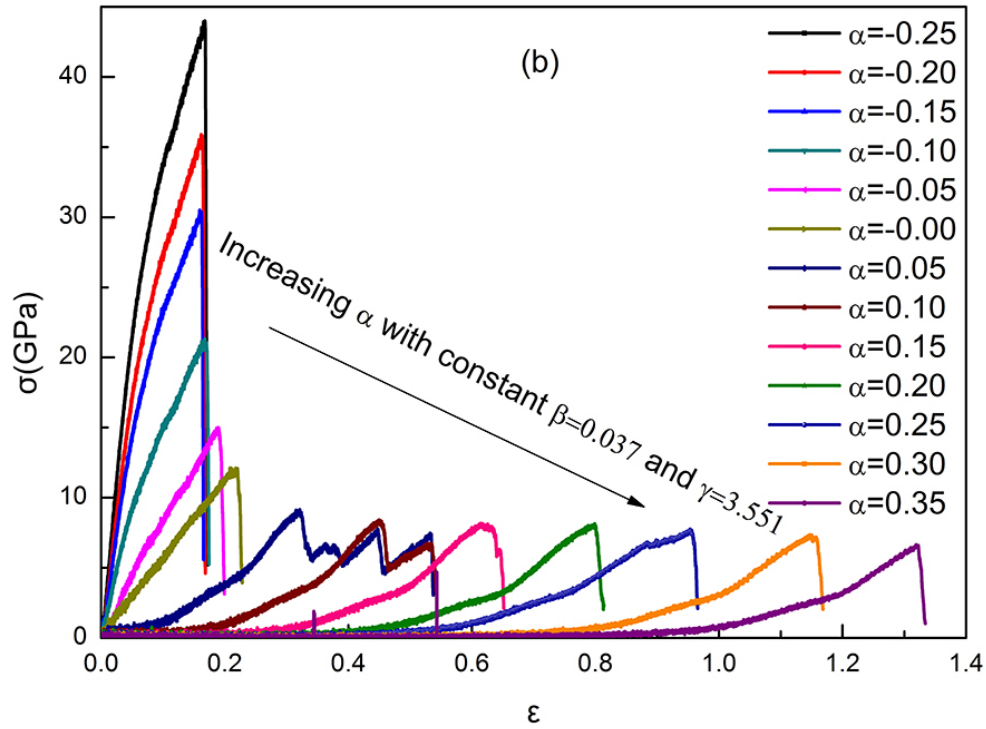 (b)
σ(GPa)
40
30
20
10
0
0.0 0.2 0.4 0.6 0.8 1.0 1.2 1.4
ε
Increasing α with constant β=0.037 and γ=3.551
α=-0.25
α=-0.20
α=-0.15
α=-0.10
α=-0.05
α=-0.00
α=0.05
α=0.10
α=0.15
α=0.20
α=0.25
α=0.30
α=0.35